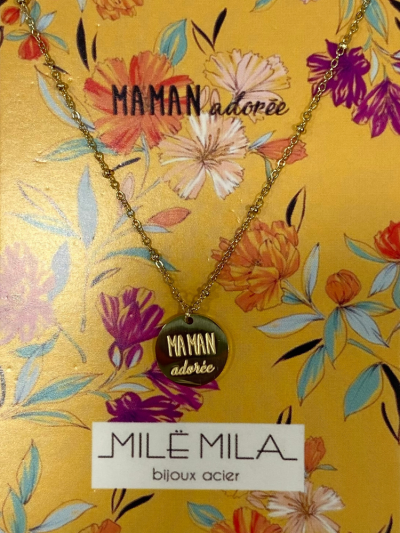 MAMAN adorée
MAMAN
adorée
MILË MILA
bijoux acier